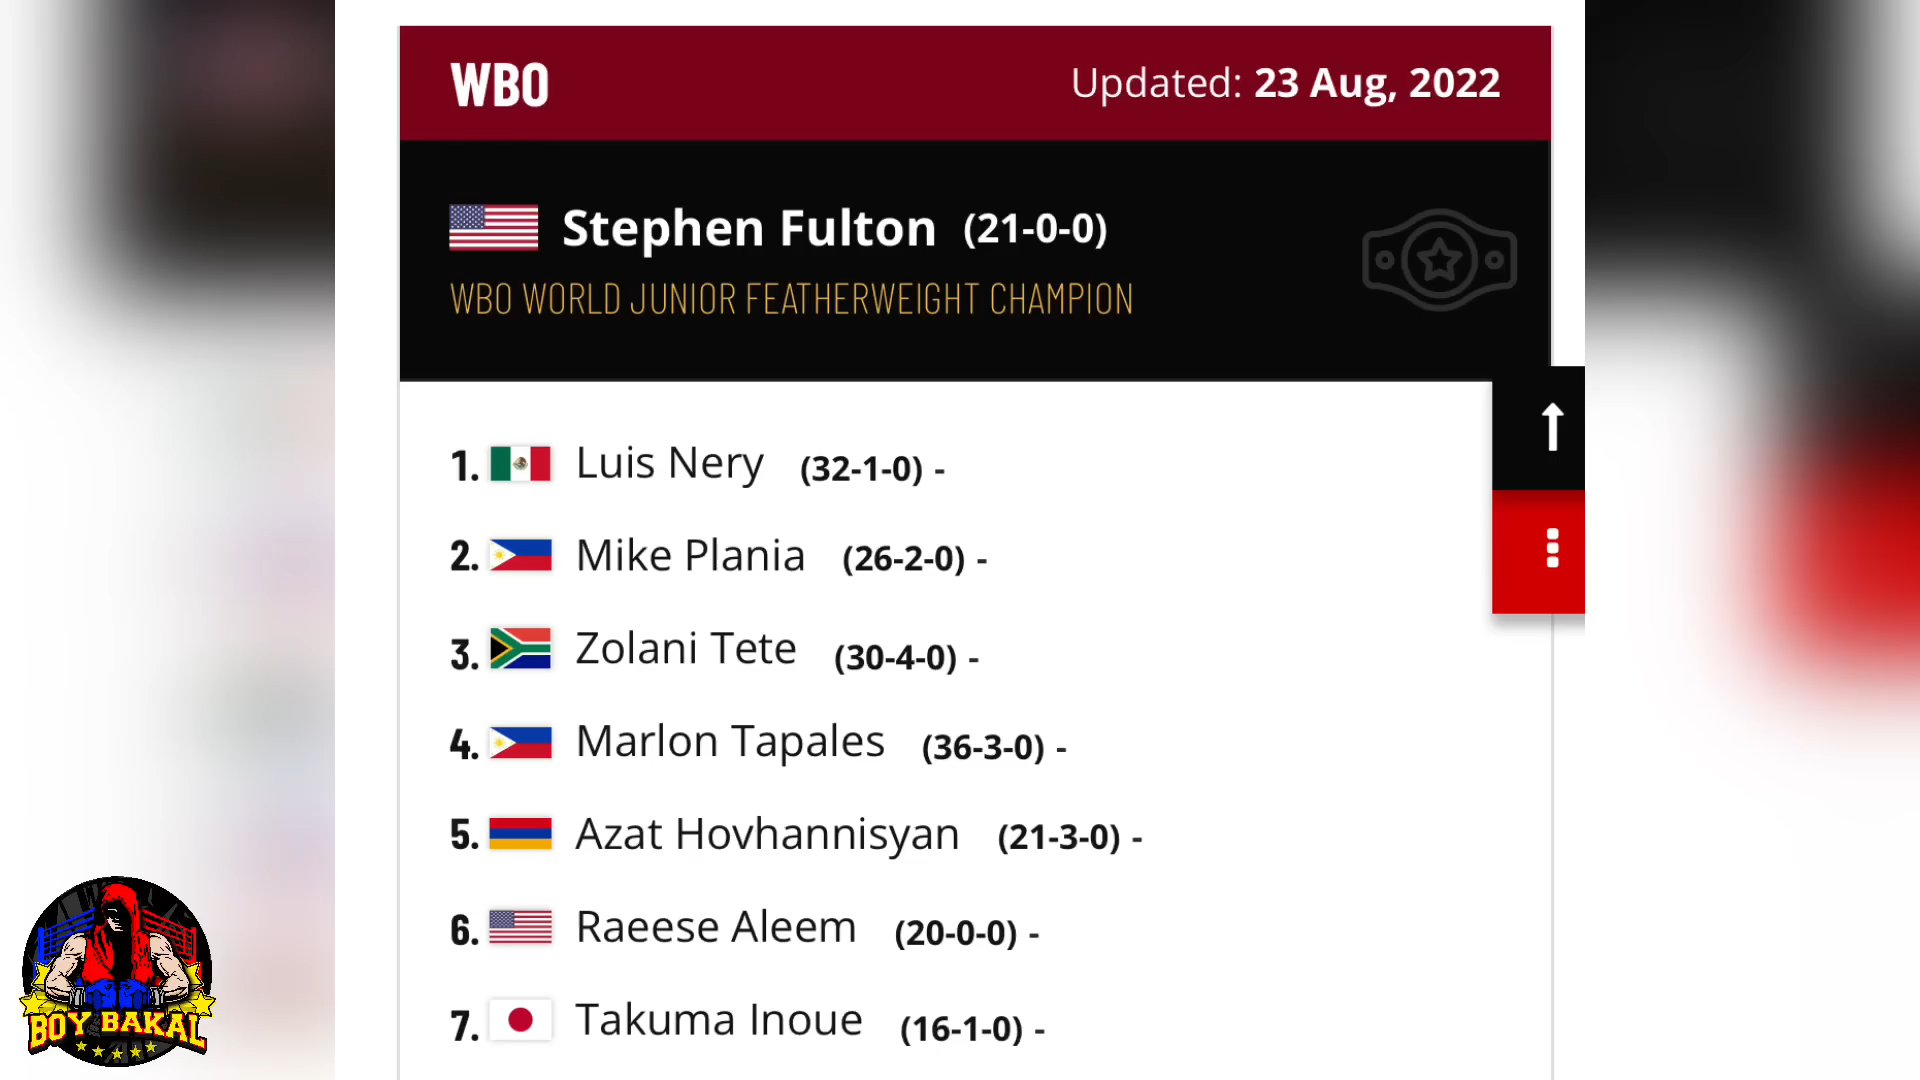 WBO
Updated: 23 Aug, 2022
Stephen Fulton (21-0-0)
WBO WORLD JUNIOR FEATHERWEIGHT CHAMPION
1. Luis Nery (32-1-0) -
2. Mike Plania (26-2-0) -
3. Zolani Tete (30-4-0) -
4. Marlon Tapales (36-3-0) -
5. Azat Hovhannisyan (21-3-0) -
6. Raeese Aleem (20-0-0) -
7. Takuma Inoue (16-1-0) -
BOY BAKAL